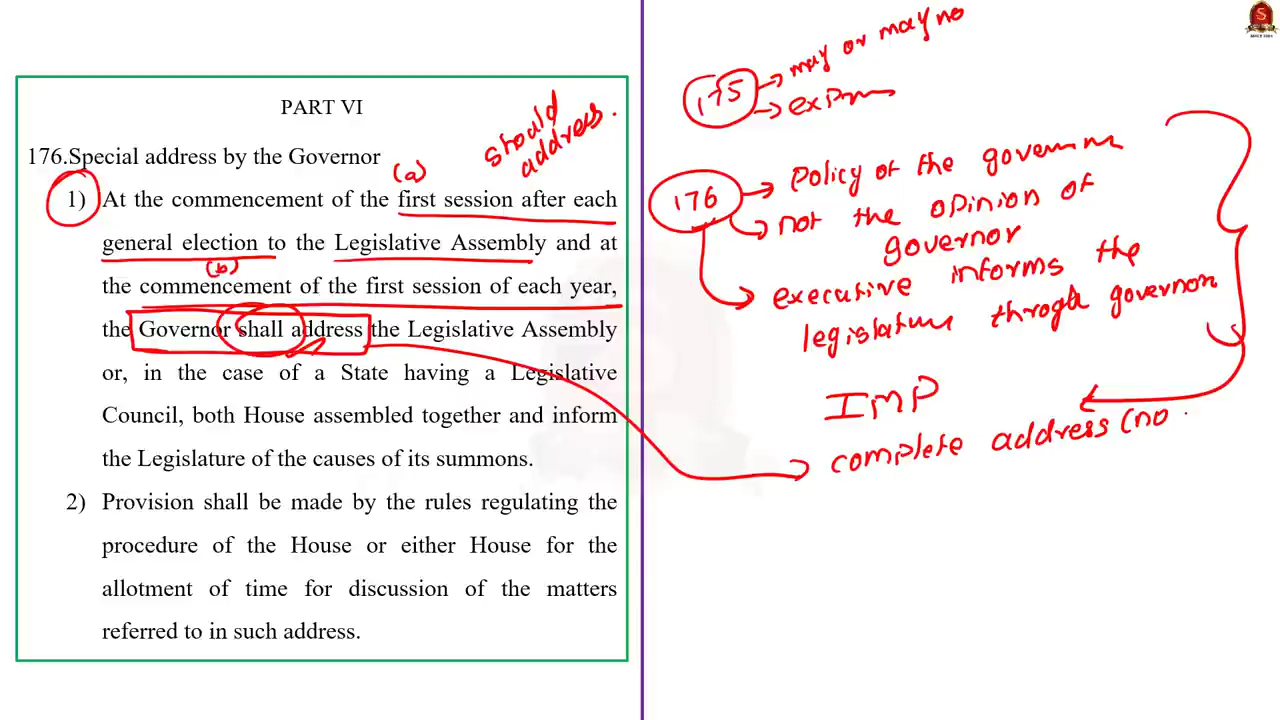 PART VI
176.Special address by the Governor
should
address.
(a)
1) At the commencement of the first session after each
general election to the Legislative Assembly and at
(b)
the commencement of the first session of each year,
the Governor shall address the Legislative Assembly
or, in the case of a State having a Legislative
Council, both House assembled together and inform
the Legislature of the causes of its summons.
2) Provision shall be made by the rules regulating the
procedure of the House or either House for the
allotment of time for discussion of the matters
referred to in such address.
175
may or may no
176
Policy of the
not the opinion of
governor
executive informs the
through governor
IMP
complete address (no
S
SINCE 2004